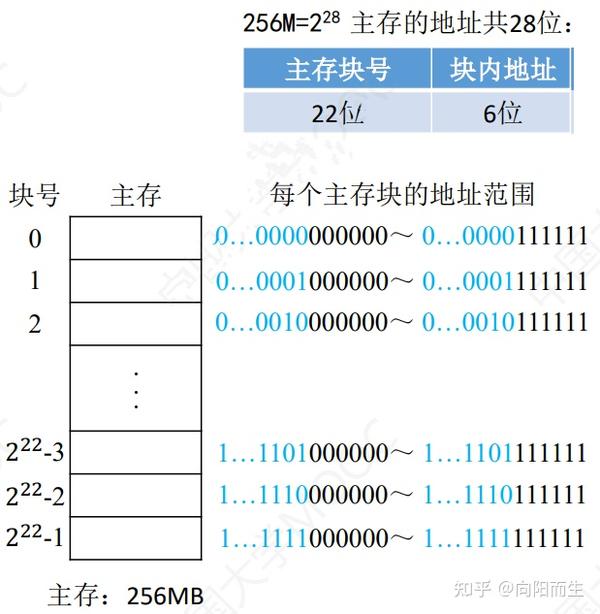 256M=2²⁸ 主存的地址共28位：
主存块号 块内地址
22位 6位
块号 主存 每个主存块的地址范围
0 0...0000000000～ 0...0000111111
1 0...0001000000～ 0...0001111111
2 0...0010000000～ 0...0010111111
⋮
2²²-3 1...1101000000～ 1...1101111111
2²²-2 1...1110000000～ 1...1110111111
2²²-1 1...1111000000～ 1...1111111111
主存：256MB
知乎 @向阳而生